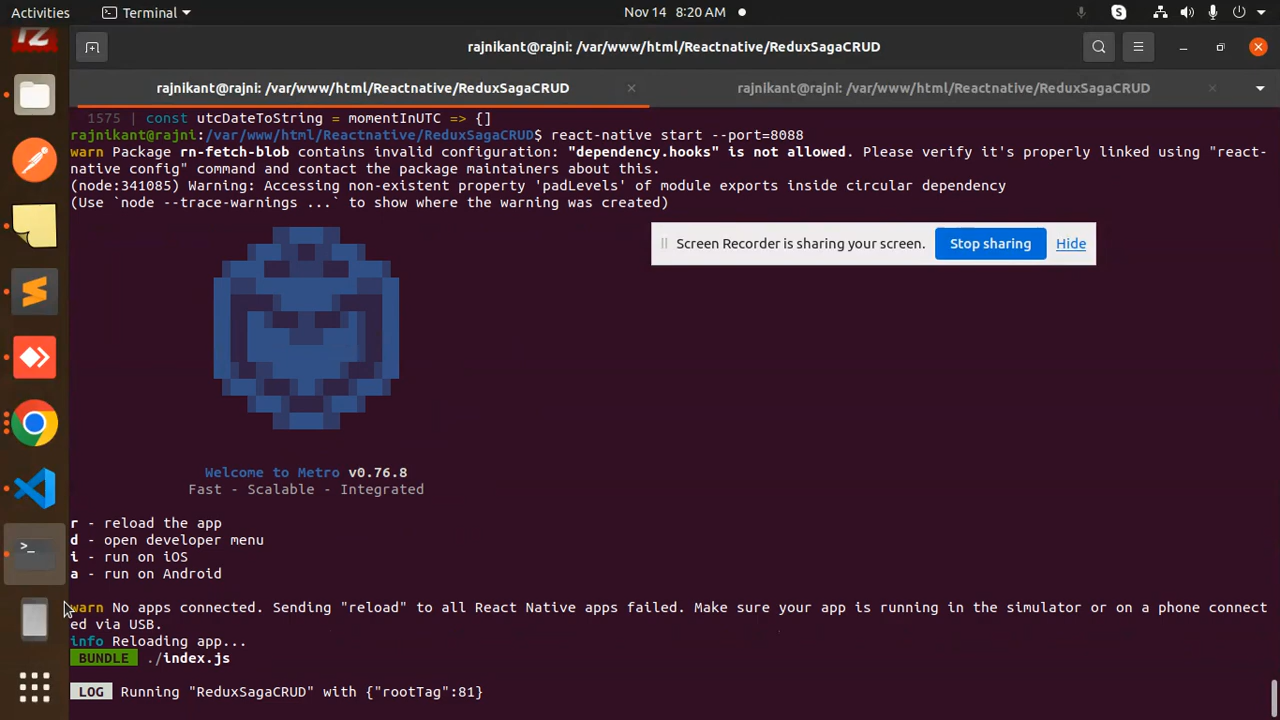 Activities
Terminal
Nov 14 8:20 AM
rajnikant@rajni: /var/www/html/Reactnative/ReduxSagaCRUD
rajnikant@rajni: /var/www/html/Reactnative/ReduxSagaCRUD
rajnikant@rajni: /var/www/html/Reactnative/ReduxSagaCRUD
1575 | const utcDateToString = momentInUTC => {]
rajnikant@rajni:/var/www/html/Reactnative/ReduxSagaCRUD$ react-native start --port=8088
warn Package rn-fetch-blob contains invalid configuration: "dependency.hooks" is not allowed. Please verify it's properly linked using "react-
native config" command and contact the package maintainers about this.
(node:341085) Warning: Accessing non-existent property 'padLevels' of module exports inside circular dependency
(Use `node --trace-warnings ...` to show where the warning was created)
Screen Recorder is sharing your screen.
Stop sharing
Hide
Welcome to Metro v0.76.8
Fast - Scalable - Integrated
r - reload the app
d - open developer menu
i - run on iOS
a - run on Android
warn No apps connected. Sending "reload" to all React Native apps failed. Make sure your app is running in the simulator or on a phone connect
ed via USB.
info Reloading app...
BUNDLE ./index.js
LOG Running "ReduxSagaCRUD" with {"rootTag":81}